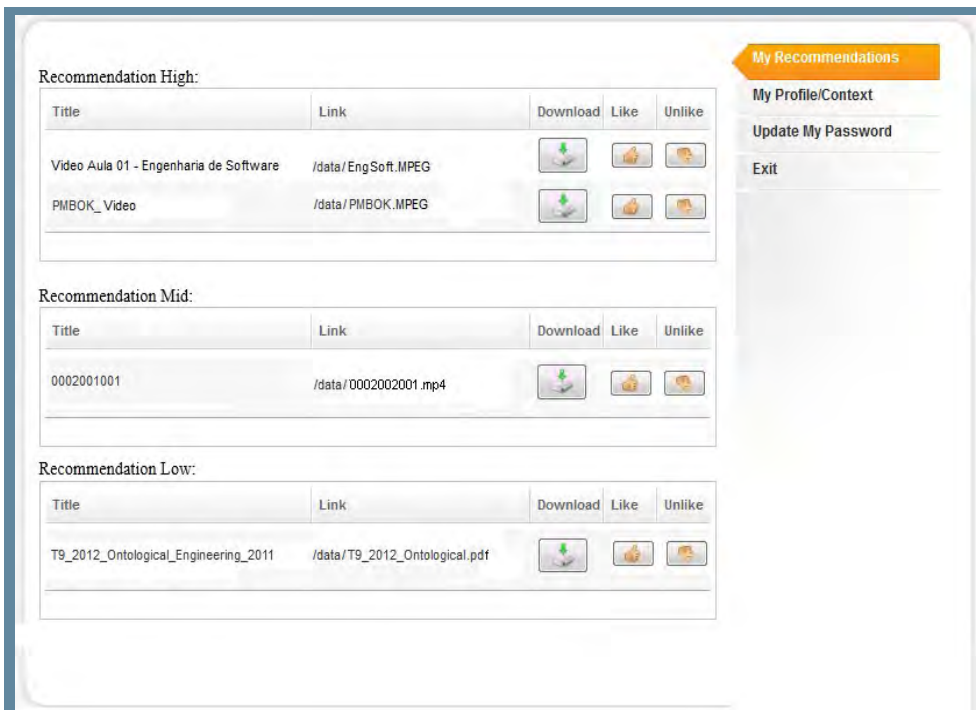 Recommendation High:
Title Link Download Like Unlike
Video Aula 01 - Engenharia de Software /data/EngSoft.MPEG
PMBOK_ Video /data/PMBOK.MPEG
Recommendation Mid:
Title Link Download Like Unlike
0002001001 /data/0002002001.mp4
Recommendation Low:
Title Link Download Like Unlike
T9_2012_Ontological_Engineering_2011 /data/T9_2012_Ontological.pdf
My Recommendations
My Profile/Context
Update My Password
Exit